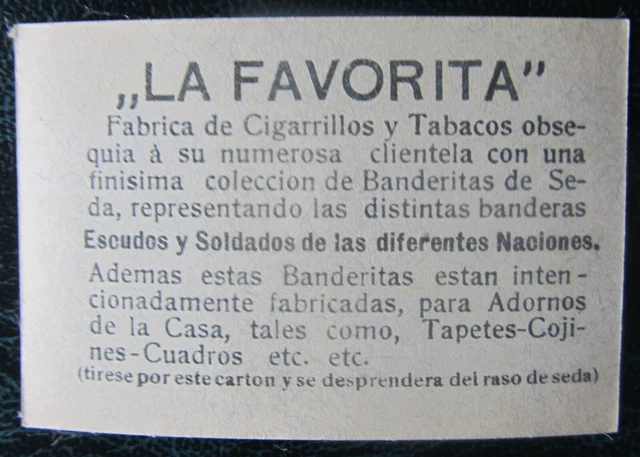 „LA FAVORITA”
Fabrica de Cigarrillos y Tabacos obse-
quia à su numerosa clientela con una
finisima coleccion de Banderitas de Se-
da, representando las distintas banderas
Escudos y Soldados de las diferentes Naciones.
Ademas estas Banderitas estan inten-
cionadamente fabricadas, para Adornos
de la Casa, tales como, Tapetes-Coji-
nes-Cuadros etc. etc.
(tirese por este carton y se desprendera del raso de seda)